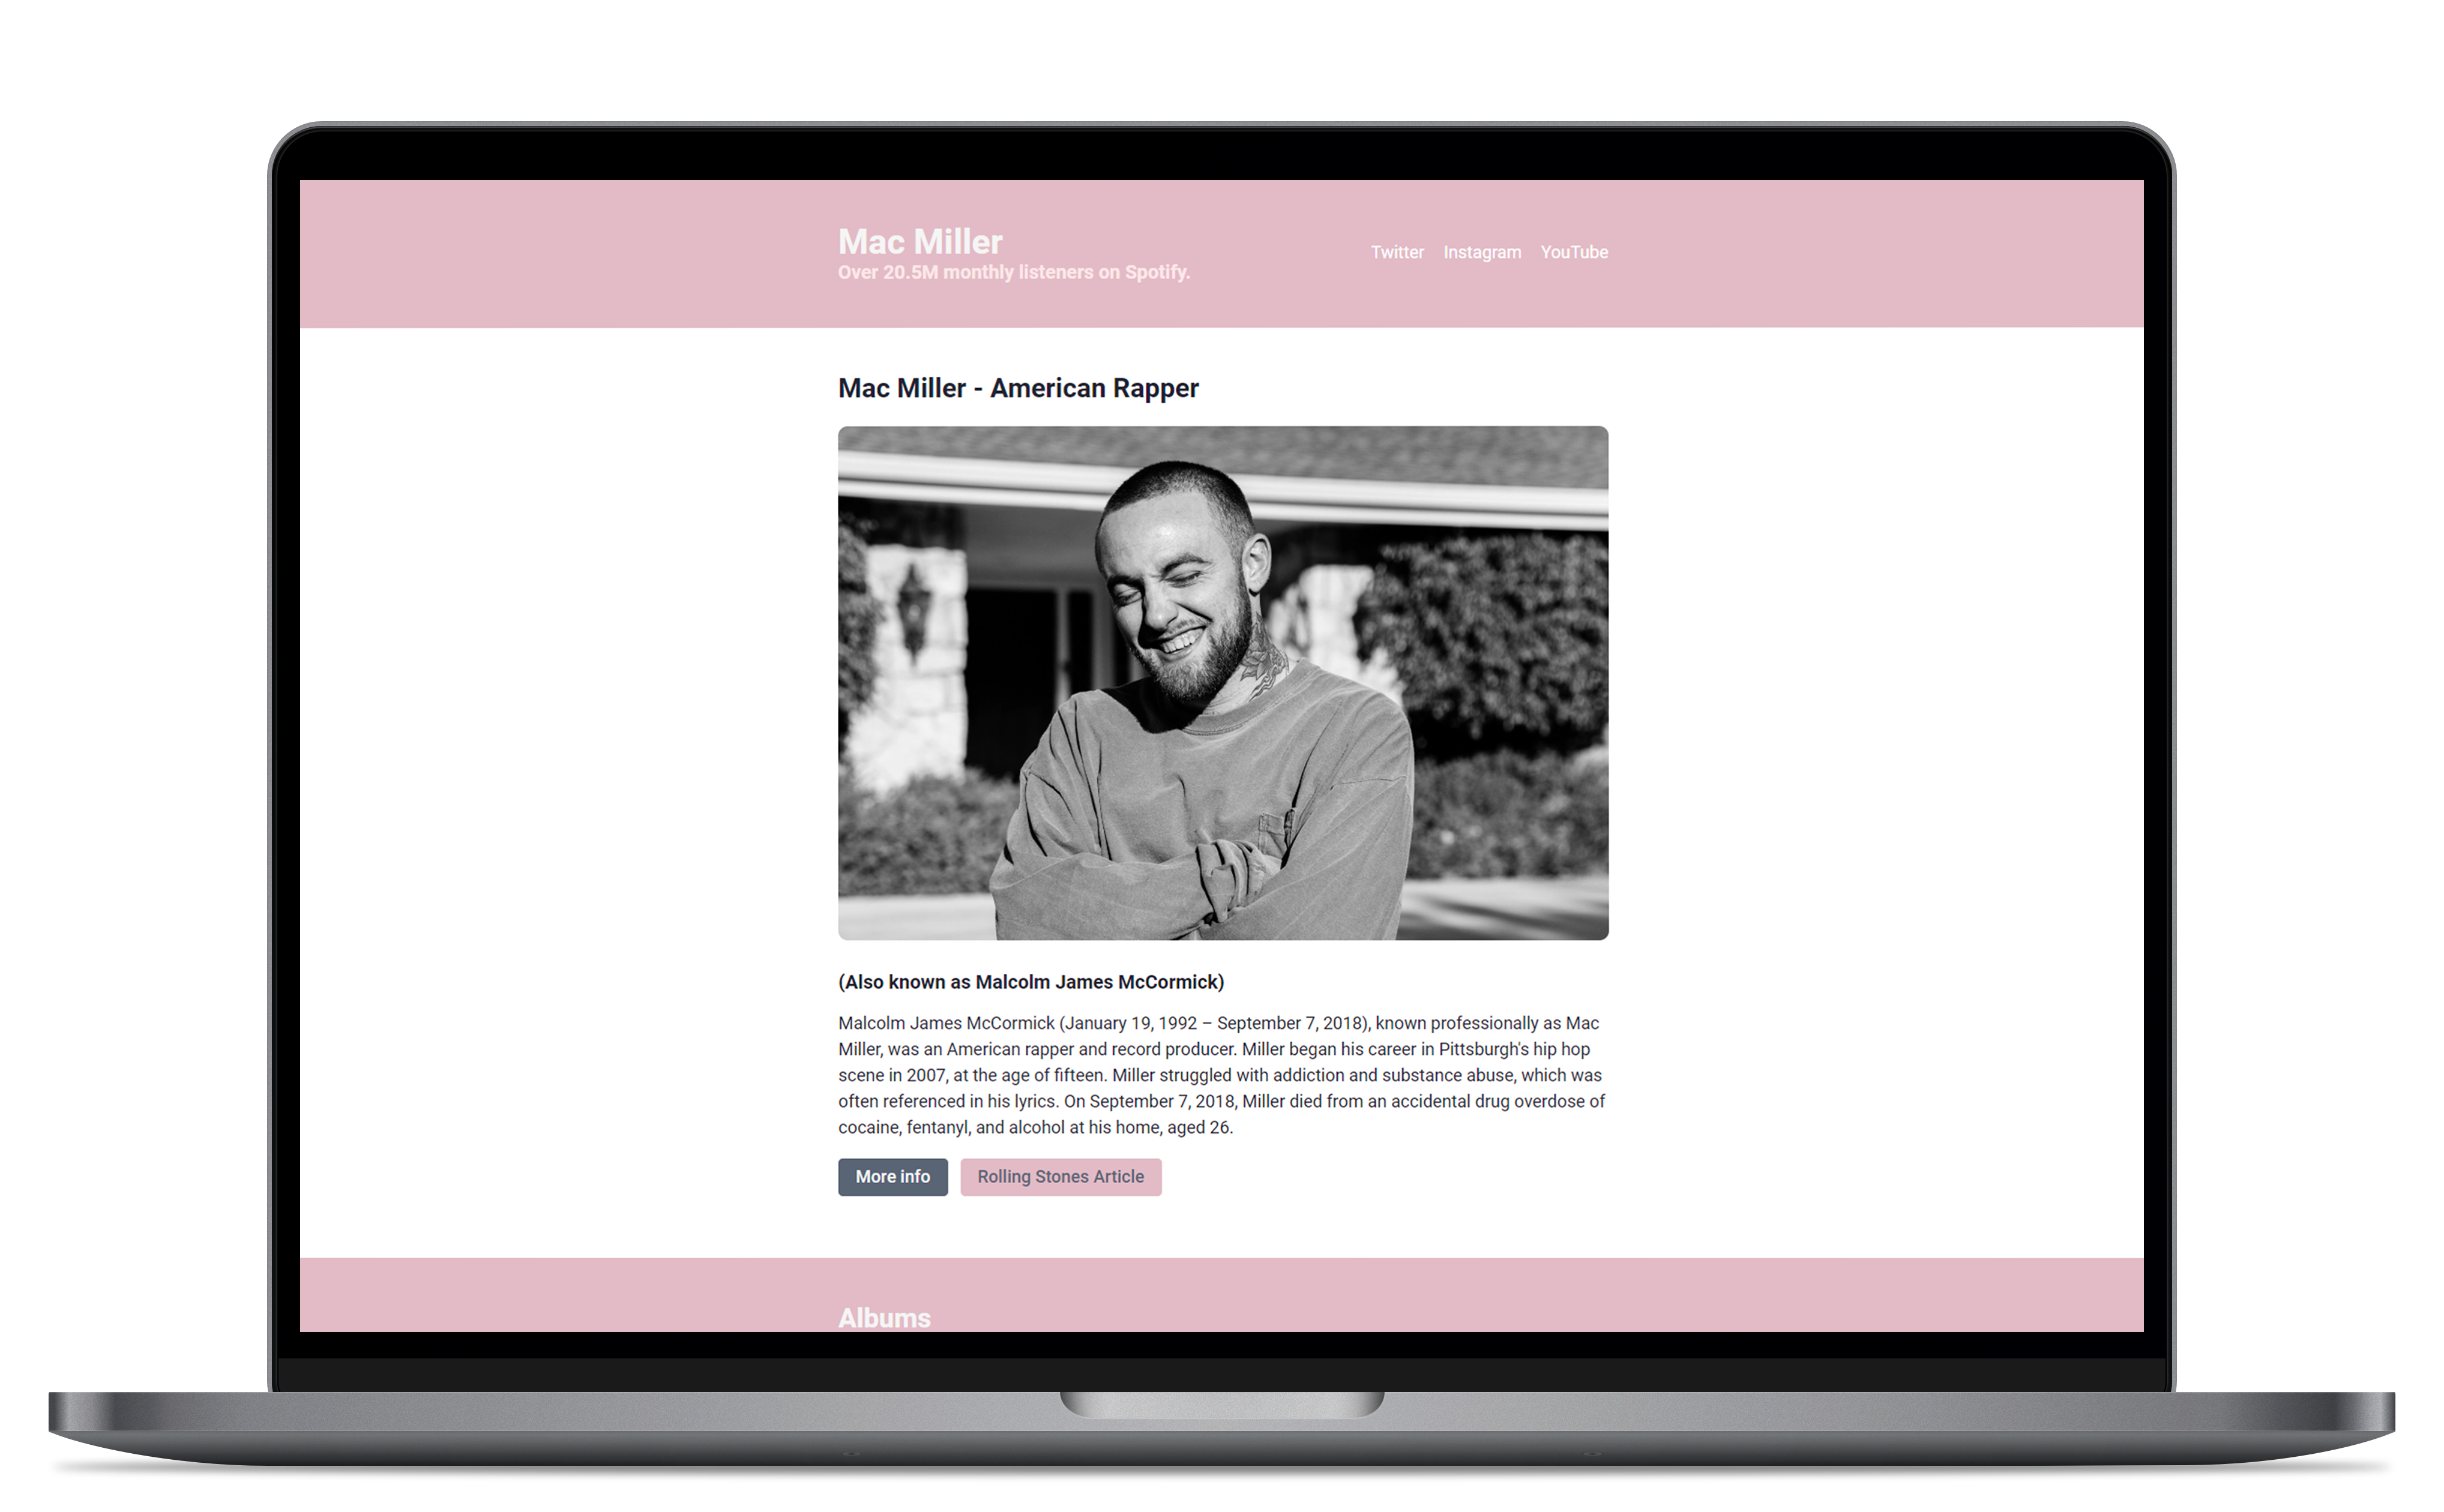 Mac Miller
Over 20.5M monthly listeners on Spotify.
Twitter Instagram YouTube
Mac Miller - American Rapper
(Also known as Malcolm James McCormick)
Malcolm James McCormick (January 19, 1992 – September 7, 2018), known professionally as Mac
Miller, was an American rapper and record producer. Miller began his career in Pittsburgh's hip hop
scene in 2007, at the age of fifteen. Miller struggled with addiction and substance abuse, which was
often referenced in his lyrics. On September 7, 2018, Miller died from an accidental drug overdose of
cocaine, fentanyl, and alcohol at his home, aged 26.
More info Rolling Stones Article
Albums